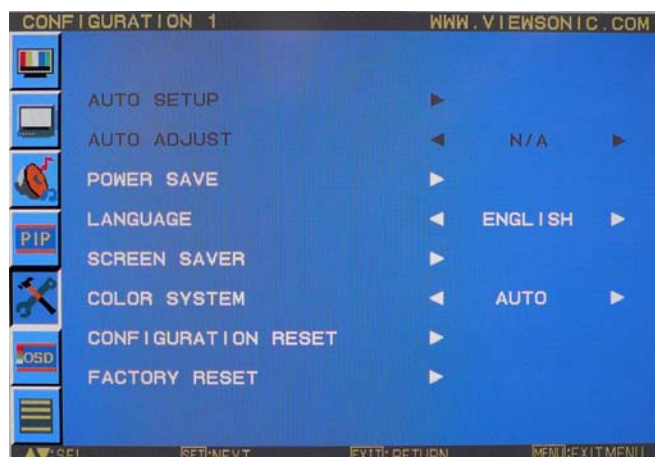 CONFIGURATION 1 WWW.VIEWSONIC.COM
AUTO SETUP ▶
AUTO ADJUST ◀ N/A ▶
POWER SAVE ▶
PIP
LANGUAGE ◀ ENGLISH ▶
SCREEN SAVER ▶
COLOR SYSTEM ◀ AUTO ▶
CONFIGURATION RESET ▶
OSD
FACTORY RESET ▶
▲▼:SEL SET:NEXT EXIT:RETURN MENU:EXITMENU